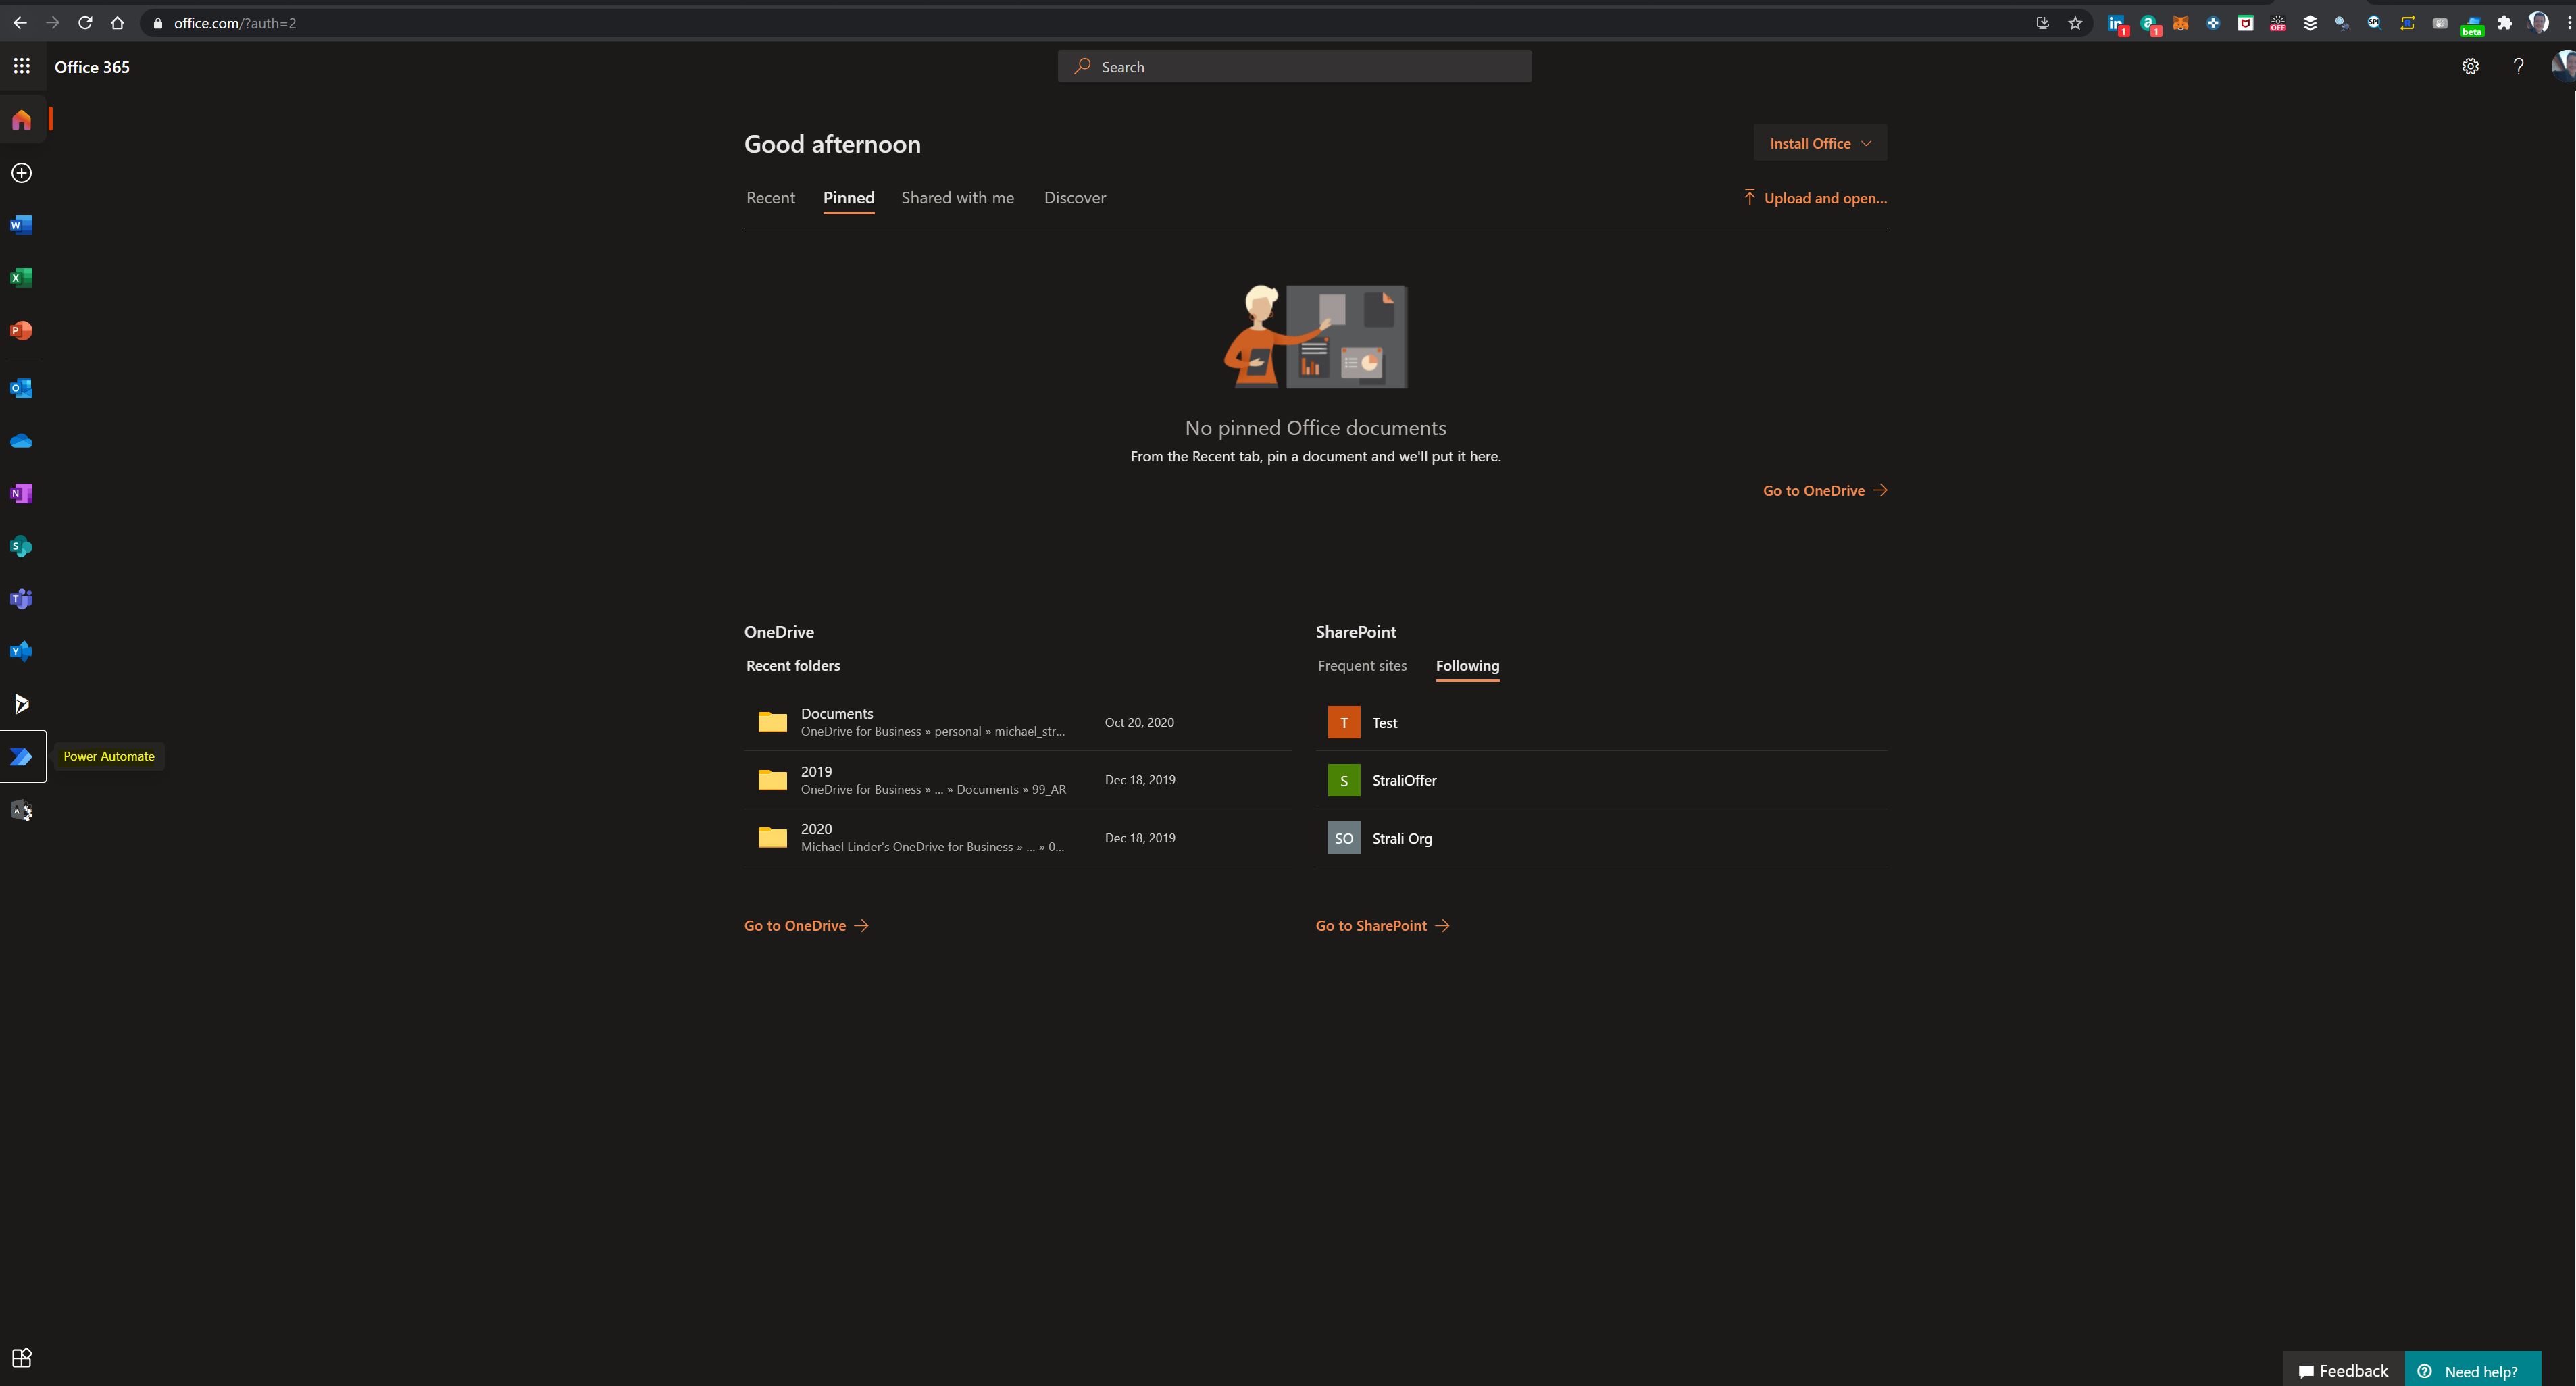 office.com/?auth=2
1
1
OFF
beta
Office 365
Search
Good afternoon
Install Office
Recent
Pinned
Shared with me
Discover
Upload and open...
W
X
P
O
N
S
T
Y
A
No pinned Office documents
From the Recent tab, pin a document and we'll put it here.
Go to OneDrive
OneDrive
SharePoint
Recent folders
Frequent sites
Following
Documents
OneDrive for Business » personal » michael_str...
Oct 20, 2020
T
Test
Power Automate
2019
OneDrive for Business » ... » Documents » 99_AR
Dec 18, 2019
S
StraliOffer
2020
Michael Linder's OneDrive for Business » ... » 0...
Dec 18, 2019
SO
Strali Org
Go to OneDrive
Go to SharePoint
Feedback
Need help?